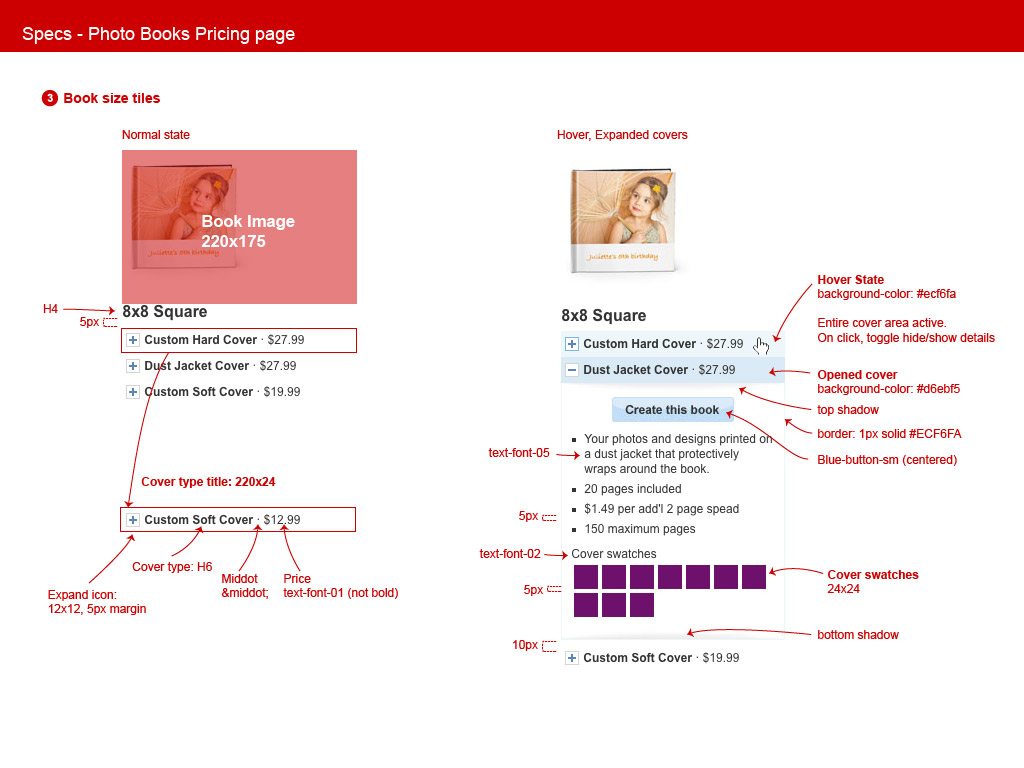 Specs - Photo Books Pricing page
3 Book size tiles
Normal state
Book Image
220x175
Juliette's 6th birthday
H4
8x8 Square
5px
Custom Hard Cover · $27.99
Dust Jacket Cover · $27.99
Custom Soft Cover · $19.99
Cover type title: 220x24
Custom Soft Cover · $12.99
Cover type: H6
Expand icon:
12x12, 5px margin
Middot
&middot;
Price
text-font-01 (not bold)
Hover, Expanded covers
Juliette's 6th birthday
8x8 Square
Custom Hard Cover · $27.99
Dust Jacket Cover · $27.99
Create this book
text-font-05
Your photos and designs printed on
a dust jacket that protectively
wraps around the book.
20 pages included
$1.49 per add'l 2 page spead
5px
150 maximum pages
text-font-02
Cover swatches
5px
10px
Custom Soft Cover · $19.99
Hover State
background-color: #ecf6fa
Entire cover area active.
On click, toggle hide/show details
Opened cover
background-color: #d6ebf5
top shadow
border: 1px solid #ECF6FA
Blue-button-sm (centered)
Cover swatches
24x24
bottom shadow